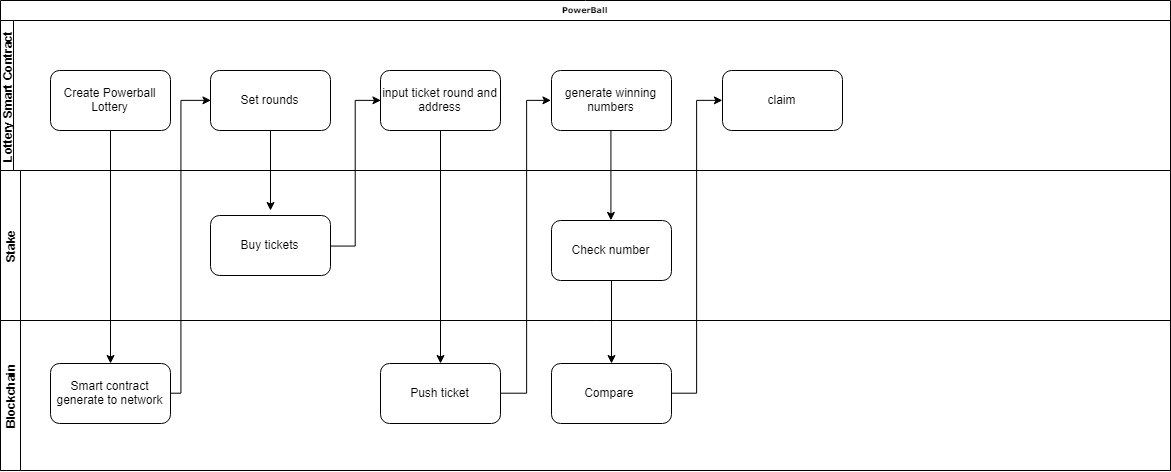 PowerBall
Lottery Smart Contract
Create Powerball
Lottery
Set rounds
input ticket round and
address
generate winning
numbers
claim
Stake
Buy tickets
Check number
Blockchain
Smart contract
generate to network
Push ticket
Compare